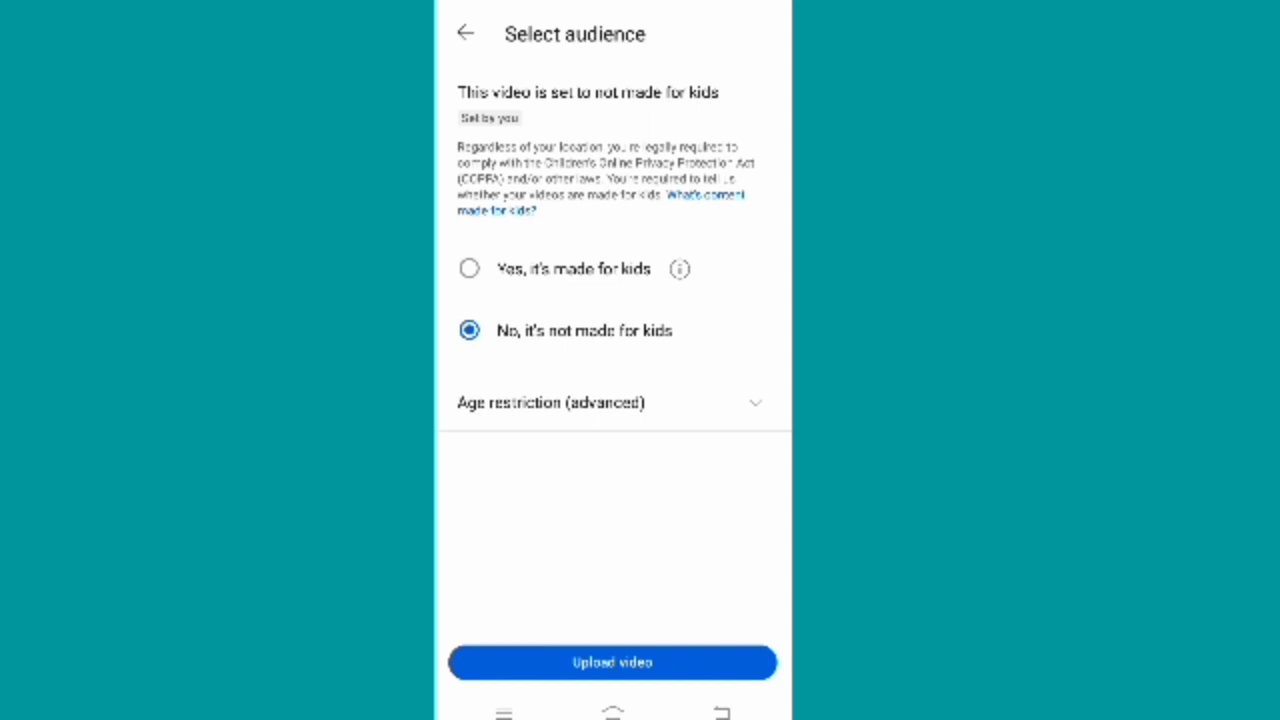 Select audience
This video is set to not made for kids
Set by you
Regardless of your location, you're legally required to
comply with the Children's Online Privacy Protection Act
(COPPA) and/or other laws. You're required to tell us
whether your videos are made for kids. What's content
made for kids?
Yes, it's made for kids
No, it's not made for kids
Age restriction (advanced)
Upload video